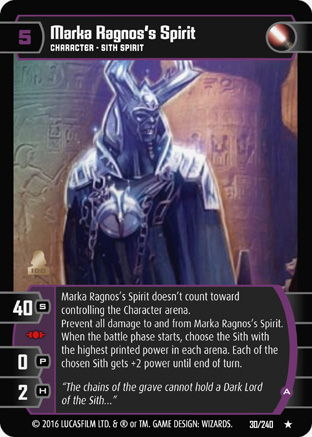 5
Marka Ragnos's Spirit
CHARACTER - SITH SPIRIT
100
40 S
0 P
2 H
Marka Ragnos's Spirit doesn't count toward
controlling the Character arena.
Prevent all damage to and from Marka Ragnos's Spirit.
When the battle phase starts, choose the Sith with
the highest printed power in each arena. Each of the
chosen Sith gets +2 power until end of turn.
"The chains of the grave cannot hold a Dark Lord
of the Sith..."
A
© 2016 LUCASFILM LTD. & ® or TM. GAME DESIGN: WIZARDS.
30/240